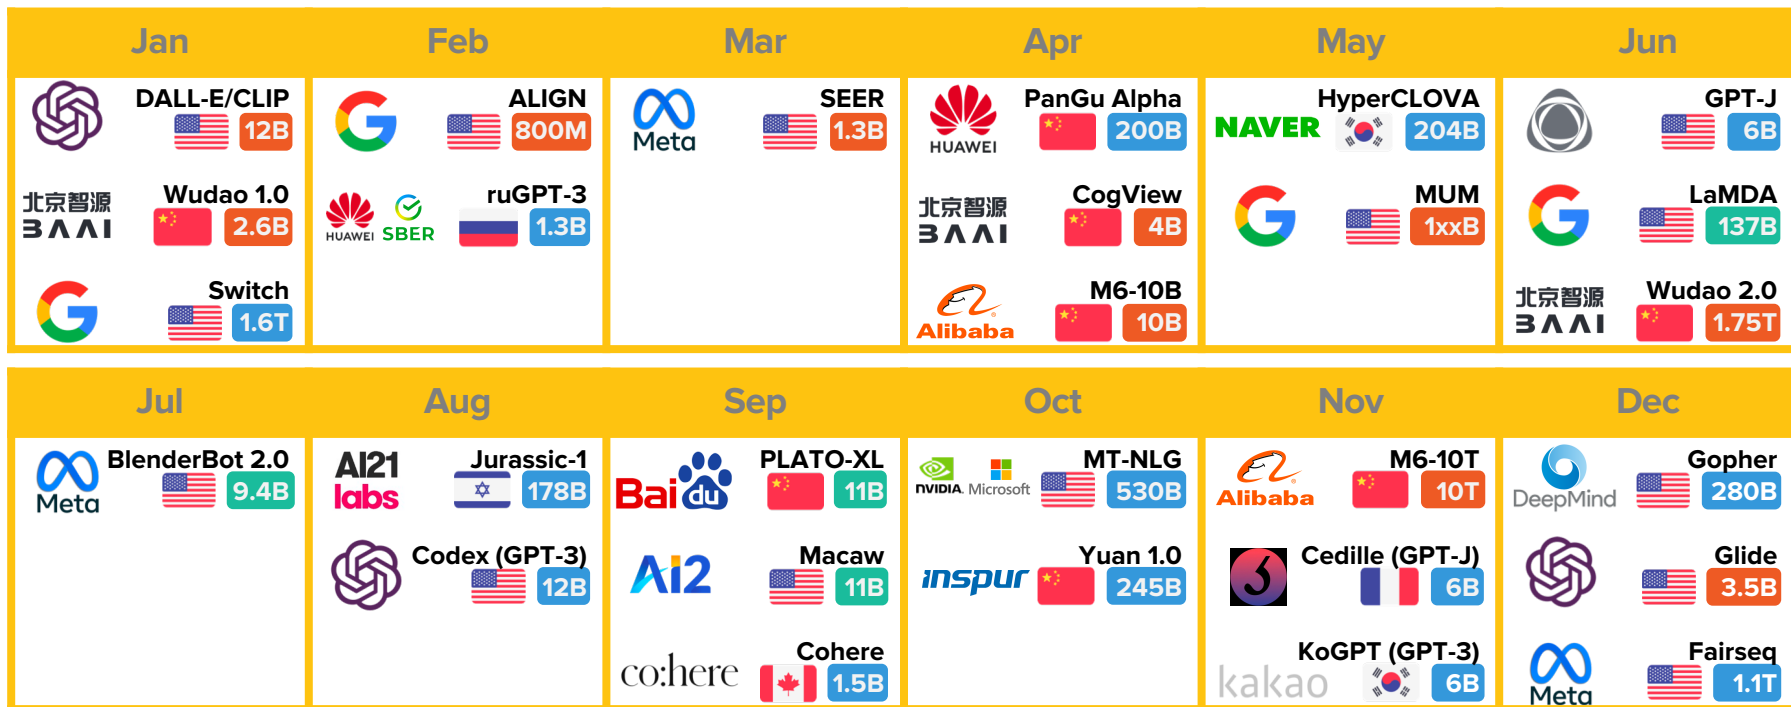 Jan Feb Mar Apr May Jun
DALL-E/CLIP
12B
北京智源
BAAI
Wudao 1.0
2.6B
Switch
1.6T
ALIGN
800M
HUAWEI
SBER
ruGPT-3
1.3B
Meta
SEER
1.3B
HUAWEI
PanGu Alpha
200B
北京智源
BAAI
CogView
4B
Alibaba
M6-10B
10B
NAVER
HyperCLOVA
204B
MUM
1xxB
GPT-J
6B
LaMDA
137B
北京智源
BAAI
Wudao 2.0
1.75T
Jul Aug Sep Oct Nov Dec
Meta
BlenderBot 2.0
9.4B
AI21
labs
Jurassic-1
178B
Codex (GPT-3)
12B
Bai du
PLATO-XL
11B
Ai2
Macaw
11B
co:here
Cohere
1.5B
NVIDIA. Microsoft
MT-NLG
530B
inspur
Yuan 1.0
245B
Alibaba
M6-10T
10T
Cedille (GPT-J)
6B
kakao
KoGPT (GPT-3)
6B
DeepMind
Gopher
280B
Glide
3.5B
Meta
Fairseq
1.1T